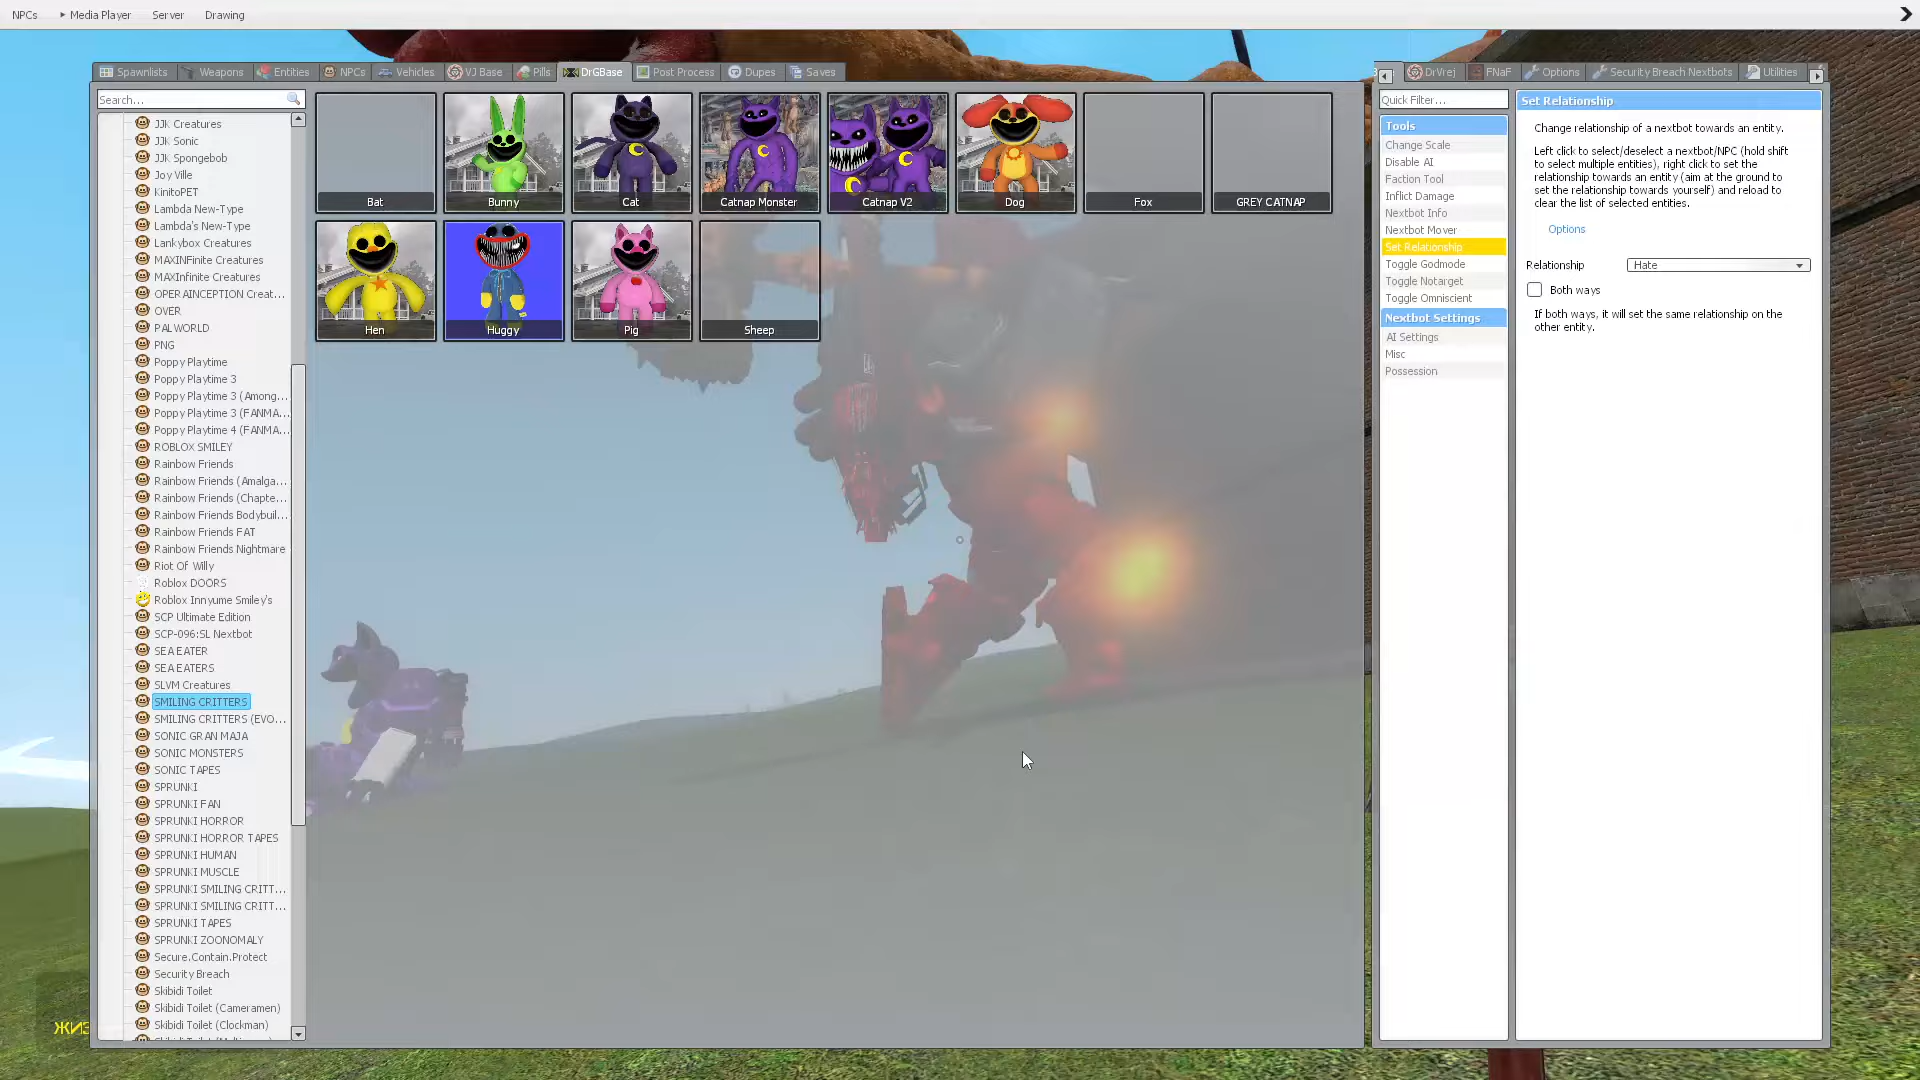 NPCs Media Player Server Drawing
Spawnlists Weapons Entities NPCs Vehicles VJ Base Pills DrGBase Post Process Dupes Saves
DrVrej FNaF Options Security Breach Nextbots Utilities
Search...
JJK Creatures
JJK Sonic
JJK Spongebob
Joy Ville
KinitoPET
Lambda New-Type
Lambda's New-Type
Lankybox Creatures
MAXINFinite Creatures
MAXInfinite Creatures
OPERAINCEPTION Creat...
OVER
PALWORLD
PNG
Poppy Playtime
Poppy Playtime 3
Poppy Playtime 3 (Among...
Poppy Playtime 3 (FANMA...
Poppy Playtime 4 (FANMA...
ROBLOX SMILEY
Rainbow Friends
Rainbow Friends (Amalga...
Rainbow Friends (Chapte...
Rainbow Friends Bodybuil...
Rainbow Friends FAT
Rainbow Friends Nightmare
Riot Of Willy
Roblox DOORS
Roblox Innyume Smiley's
SCP Ultimate Edition
SCP-096:SL Nextbot
SEA EATER
SEA EATERS
SLVM Creatures
SMILING CRITTERS
SMILING CRITTERS (EVO...
SONIC GRAN MAJA
SONIC MONSTERS
SONIC TAPES
SPRUNKI
SPRUNKI FAN
SPRUNKI HORROR
SPRUNKI HORROR TAPES
SPRUNKI HUMAN
SPRUNKI MUSCLE
SPRUNKI SMILING CRITT...
SPRUNKI SMILING CRITT...
SPRUNKI TAPES
SPRUNKI ZOONOMALY
Secure.Contain.Protect
Security Breach
Skibidi Toilet
Skibidi Toilet (Cameramen)
Skibidi Toilet (Clockman)
Bat Bunny Cat Catnap Monster Catnap V2 Dog Fox GREY CATNAP
Hen Huggy Pig Sheep
Quick Filter...
Tools
Change Scale
Disable AI
Faction Tool
Inflict Damage
Nextbot Info
Nextbot Mover
Set Relationship
Toggle Godmode
Toggle Notarget
Toggle Omniscient
Nextbot Settings
AI Settings
Misc
Possession
Set Relationship
Change relationship of a nextbot towards an entity.
Left click to select/deselect a nextbot/NPC (hold shift
to select multiple entities), right click to set the
relationship towards an entity (aim at the ground to
set the relationship towards yourself) and reload to
clear the list of selected entities.
Options
Relationship Hate
Both ways
If both ways, it will set the same relationship on the
other entity.